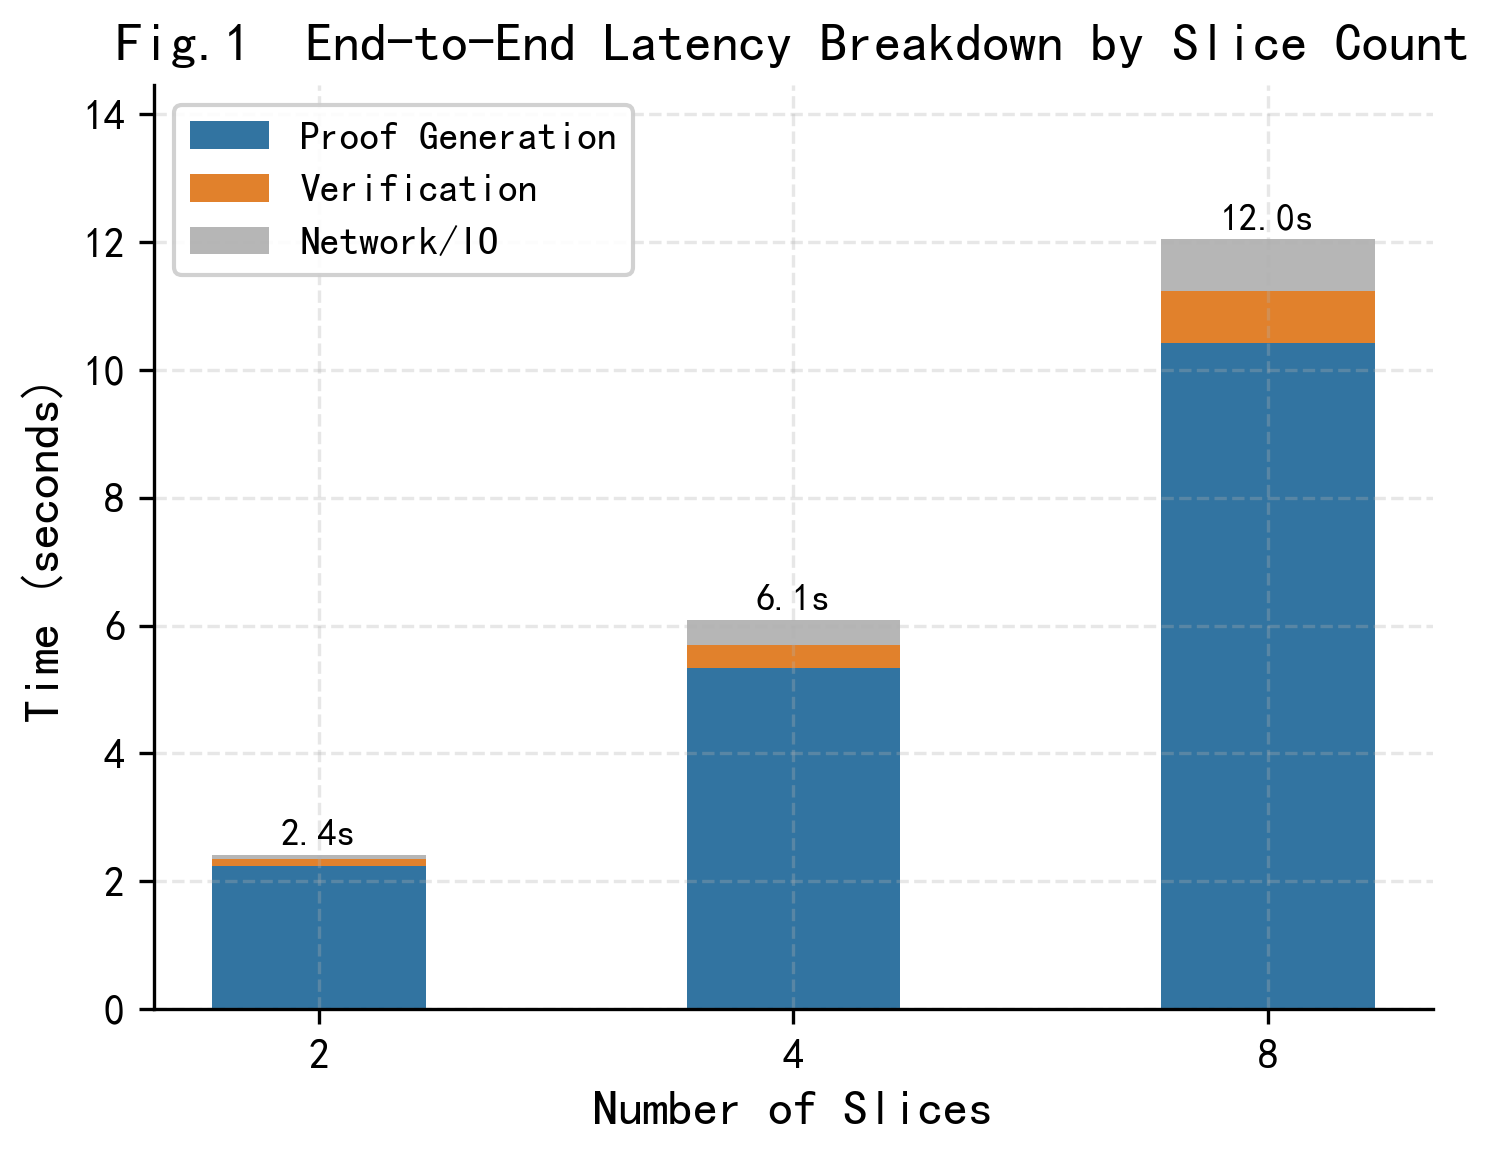 Fig.1  End-to-End Latency Breakdown by Slice Count
14
12
10
8
6
4
2
0
Time (seconds)
Proof Generation
Verification
Network/IO
2.4s
6.1s
12.0s
2
4
8
Number of Slices